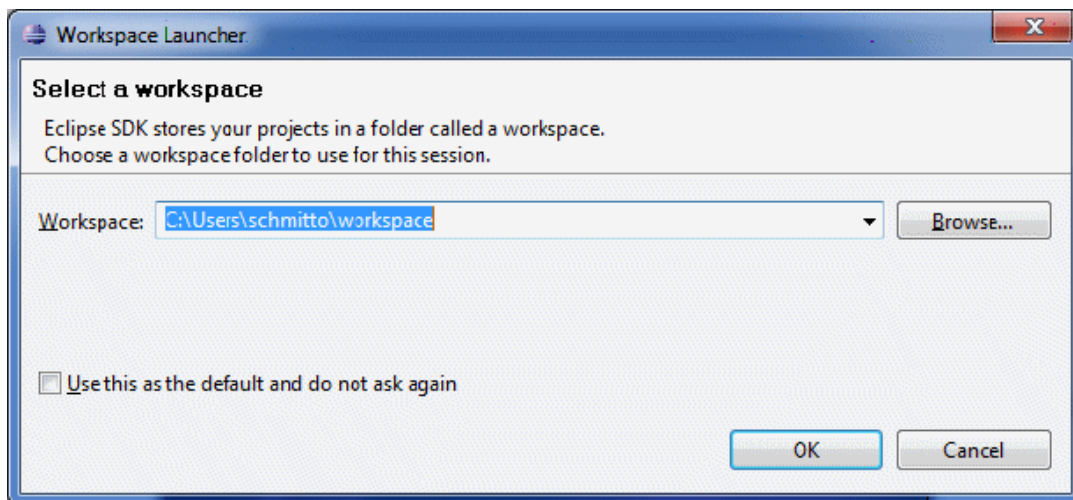 Workspace Launcher
Select a workspace
Eclipse SDK stores your projects in a folder called a workspace.
Choose a workspace folder to use for this session.
Workspace: C:\Users\schmitto\workspace Browse...
Use this as the default and do not ask again
OK Cancel